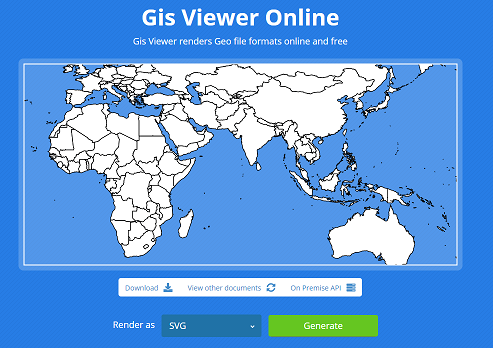 Gis Viewer Online
Gis Viewer renders Geo file formats online and free
Download View other documents On Premise API
Render as SVG Generate